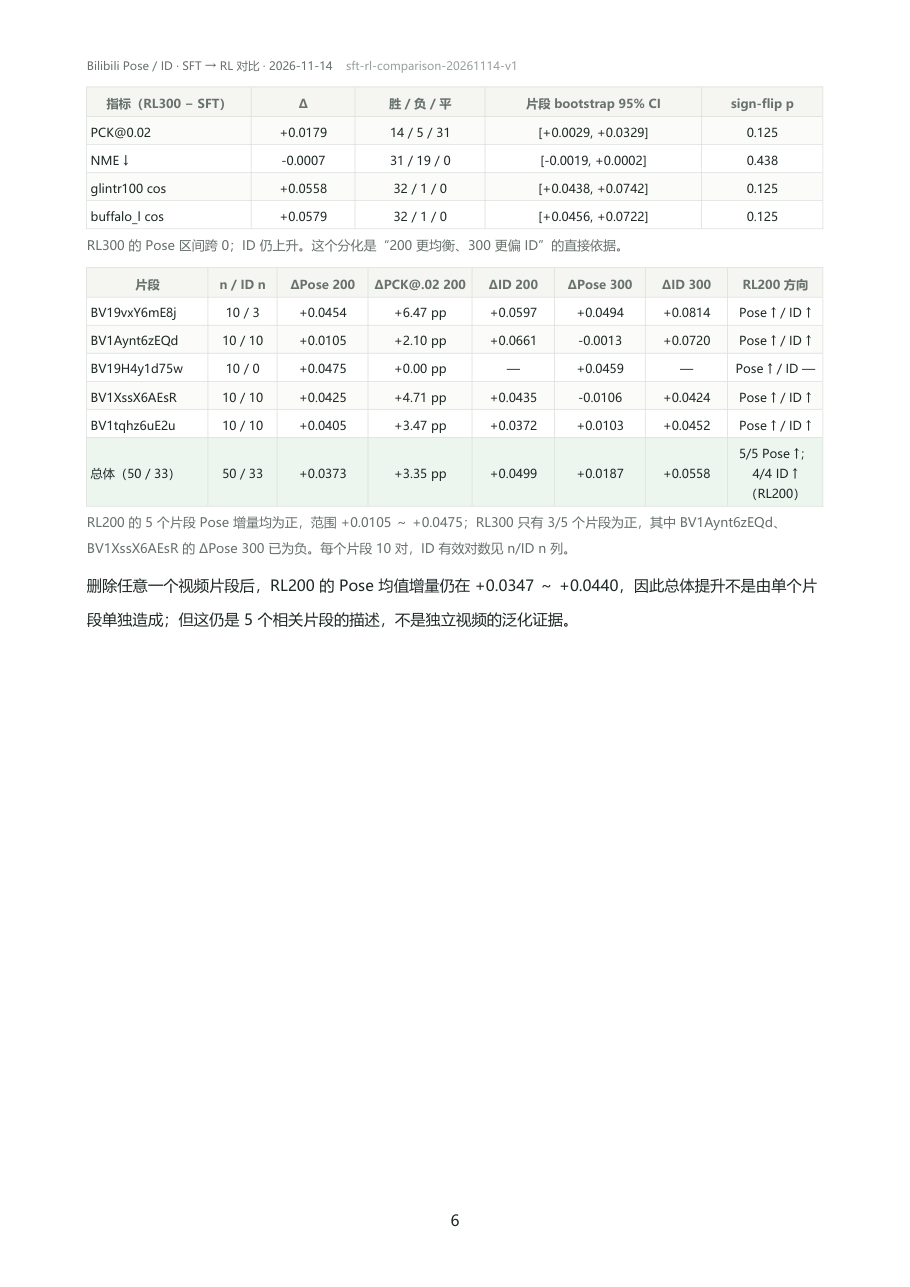 Bilibili Pose / ID · SFT → RL 对比 · 2026-11-14 sft-rl-comparison-20261114-v1
指标（RL300 − SFT） Δ 胜 / 负 / 平 片段 bootstrap 95% CI sign-flip p
PCK@0.02 +0.0179 14 / 5 / 31 [+0.0029, +0.0329] 0.125
NME ↓ -0.0007 31 / 19 / 0 [-0.0019, +0.0002] 0.438
glintr100 cos +0.0558 32 / 1 / 0 [+0.0438, +0.0742] 0.125
buffalo_l cos +0.0579 32 / 1 / 0 [+0.0456, +0.0722] 0.125
RL300 的 Pose 区间跨 0；ID 仍上升。这个分化是“200 更均衡、300 更偏 ID”的直接依据。
片段 n / ID n ΔPose 200 ΔPCK@.02 200 ΔID 200 ΔPose 300 ΔID 300 RL200 方向
BV19vxY6mE8j 10 / 3 +0.0454 +6.47 pp +0.0597 +0.0494 +0.0814 Pose ↑ / ID ↑
BV1Aynt6zEQd 10 / 10 +0.0105 +2.10 pp +0.0661 -0.0013 +0.0720 Pose ↑ / ID ↑
BV19H4y1d75w 10 / 0 +0.0475 +0.00 pp — +0.0459 — Pose ↑ / ID —
BV1XssX6AEsR 10 / 10 +0.0425 +4.71 pp +0.0435 -0.0106 +0.0424 Pose ↑ / ID ↑
BV1tqhz6uE2u 10 / 10 +0.0405 +3.47 pp +0.0372 +0.0103 +0.0452 Pose ↑ / ID ↑
总体（50 / 33） 50 / 33 +0.0373 +3.35 pp +0.0499 +0.0187 +0.0558 5/5 Pose ↑；
4/4 ID ↑
（RL200）
RL200 的 5 个片段 Pose 增量均为正，范围 +0.0105 ~ +0.0475；RL300 只有 3/5 个片段为正，其中 BV1Aynt6zEQd、
BV1XssX6AEsR 的 ΔPose 300 已为负。每个片段 10 对，ID 有效对数见 n/ID n 列。
删除任意一个视频片段后，RL200 的 Pose 均值增量仍在 +0.0347 ~ +0.0440，因此总体提升不是由单个片
段单独造成；但这仍是 5 个相关片段的描述，不是独立视频的泛化证据。
6